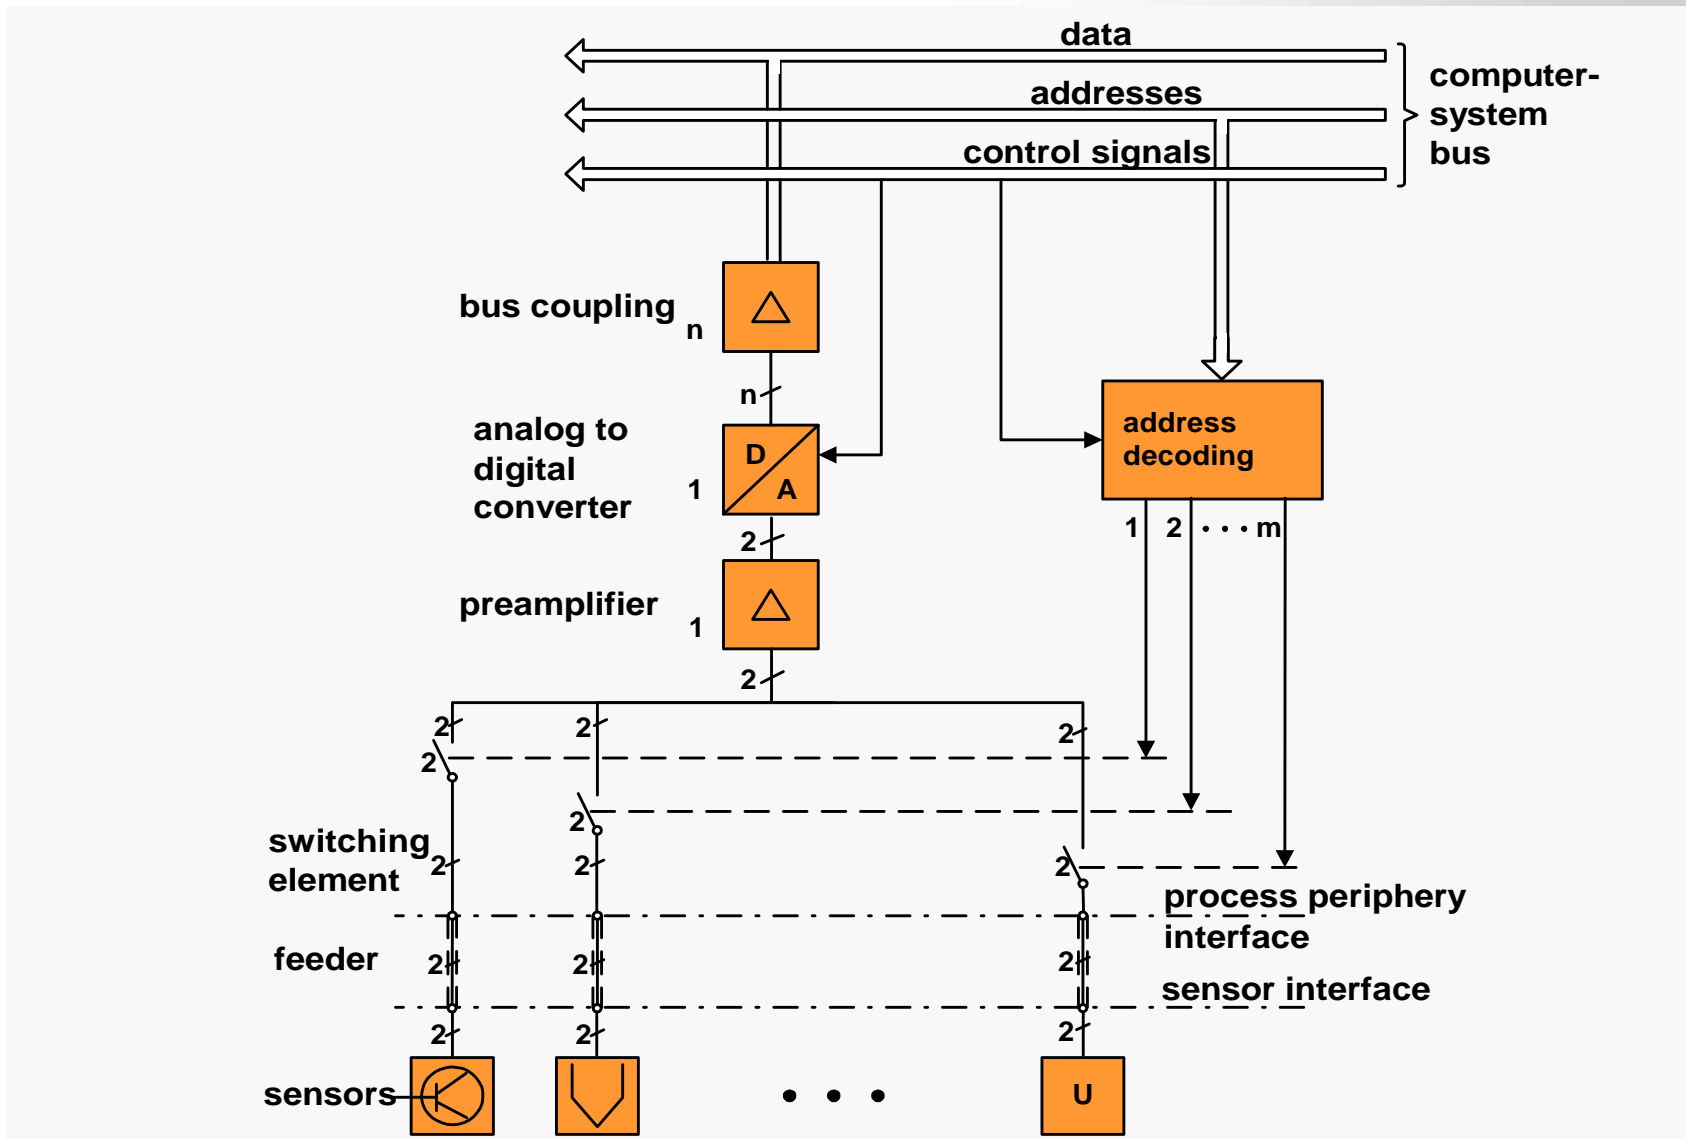 data
computer-
system
bus
addresses
control signals
bus coupling
n
n
analog to
digital
converter
1
D
A
address
decoding
1 2 • • • m
2
preamplifier
1
2
2
2
2
2
2
2
switching
element
2
2
process periphery
interface
feeder
2
2
2
sensor interface
2
2
2
sensors
• • •
U